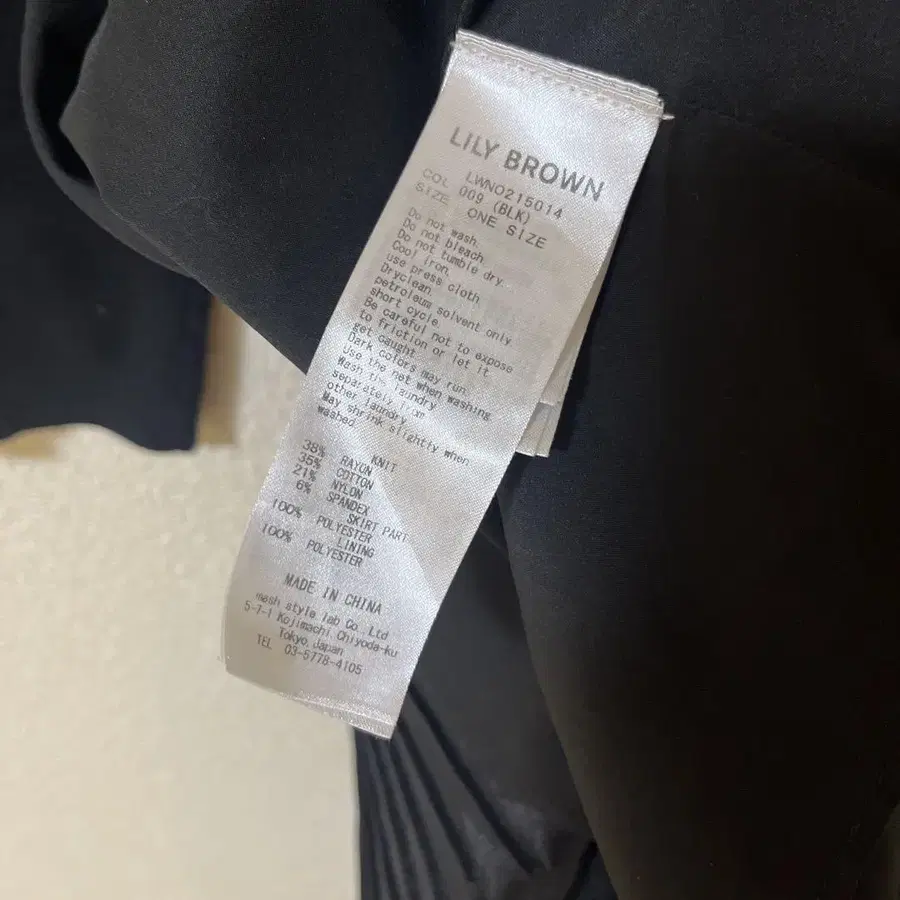 LILY BROWN
LWNO215014
COL 009 (BLK)
SIZE ONE SIZE
Do not wash.
Do not bleach.
Do not tumble dry.
Cool iron.
use press cloth
Dryclean.
petroleum solvent only
short cycle.
Be careful not to expose
to friction or let it
get caught.
Dark colors may run.
Use the net when washing
Wash the laundry
separately
other laundry.
May shrink slightly when
washed.
KNIT
38% RAYON
35% COTTON
21% NYLON
6% SPANDEX
SKIRT PART
100% POLYESTER
LINING
100% POLYESTER
MADE IN CHINA
mash style lab Co.,Ltd
5-7-1 Kojimachi Chiyoda-ku
Tokyo,Japan
TEL 03-5778-4105